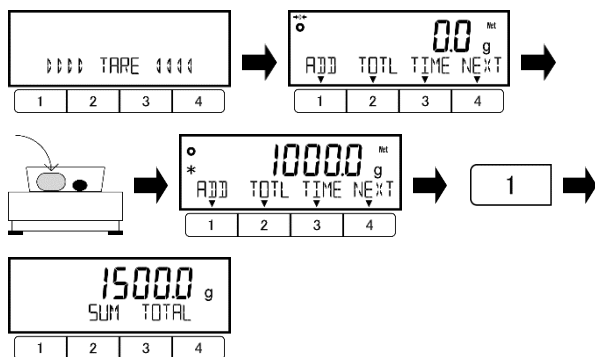 TARE
1 2 3 4
→0←
Net
0.0 g
ADD TOTL TIME NEXT
1 2 3 4
Net
* 1000.0 g
ADD TOTL TIME NEXT
1 2 3 4
1
1500.0 g
SUM TOTAL
1 2 3 4